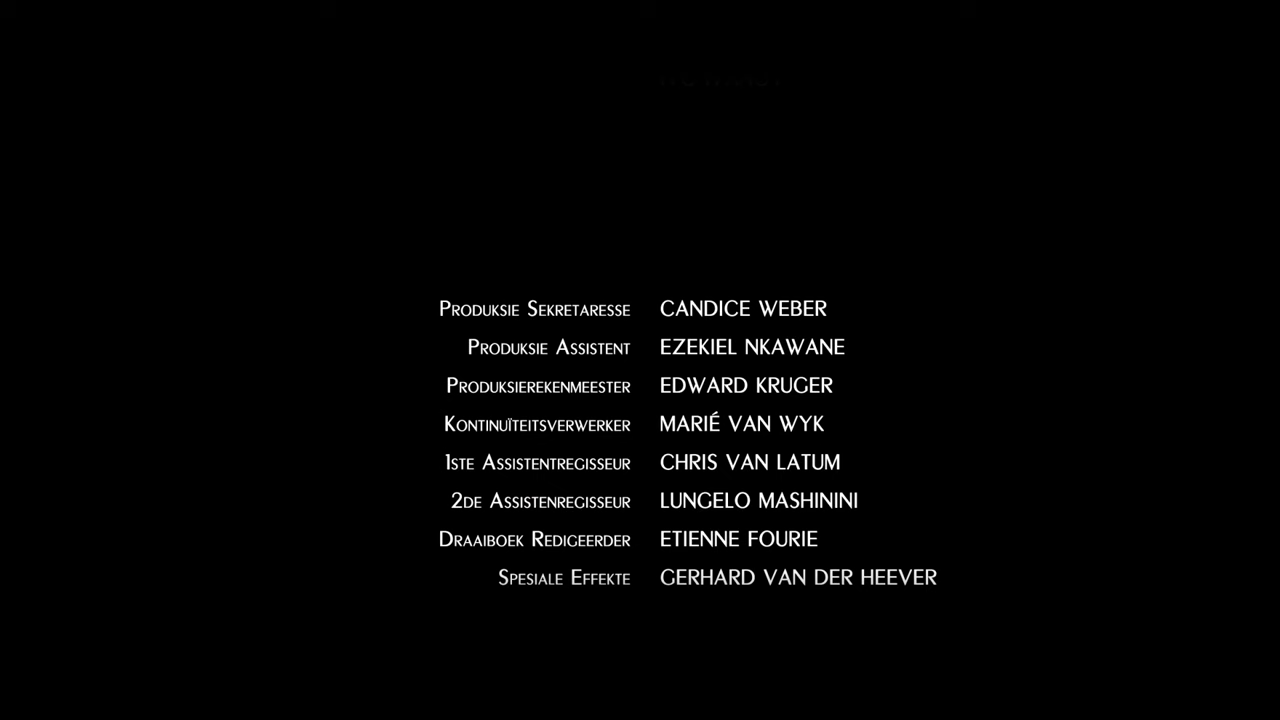 Produksie Sekretaresse CANDICE WEBER
Produksie Assistent EZEKIEL NKAWANE
Produksierekenmeester EDWARD KRUGER
Kontinuïteitsverwerker MARIÉ VAN WYK
1ste Assistentregisseur CHRIS VAN LATUM
2de Assistenregisseur LUNGELO MASHININI
Draaiboek Redigeerder ETIENNE FOURIE
Spesiale Effekte GERHARD VAN DER HEEVER